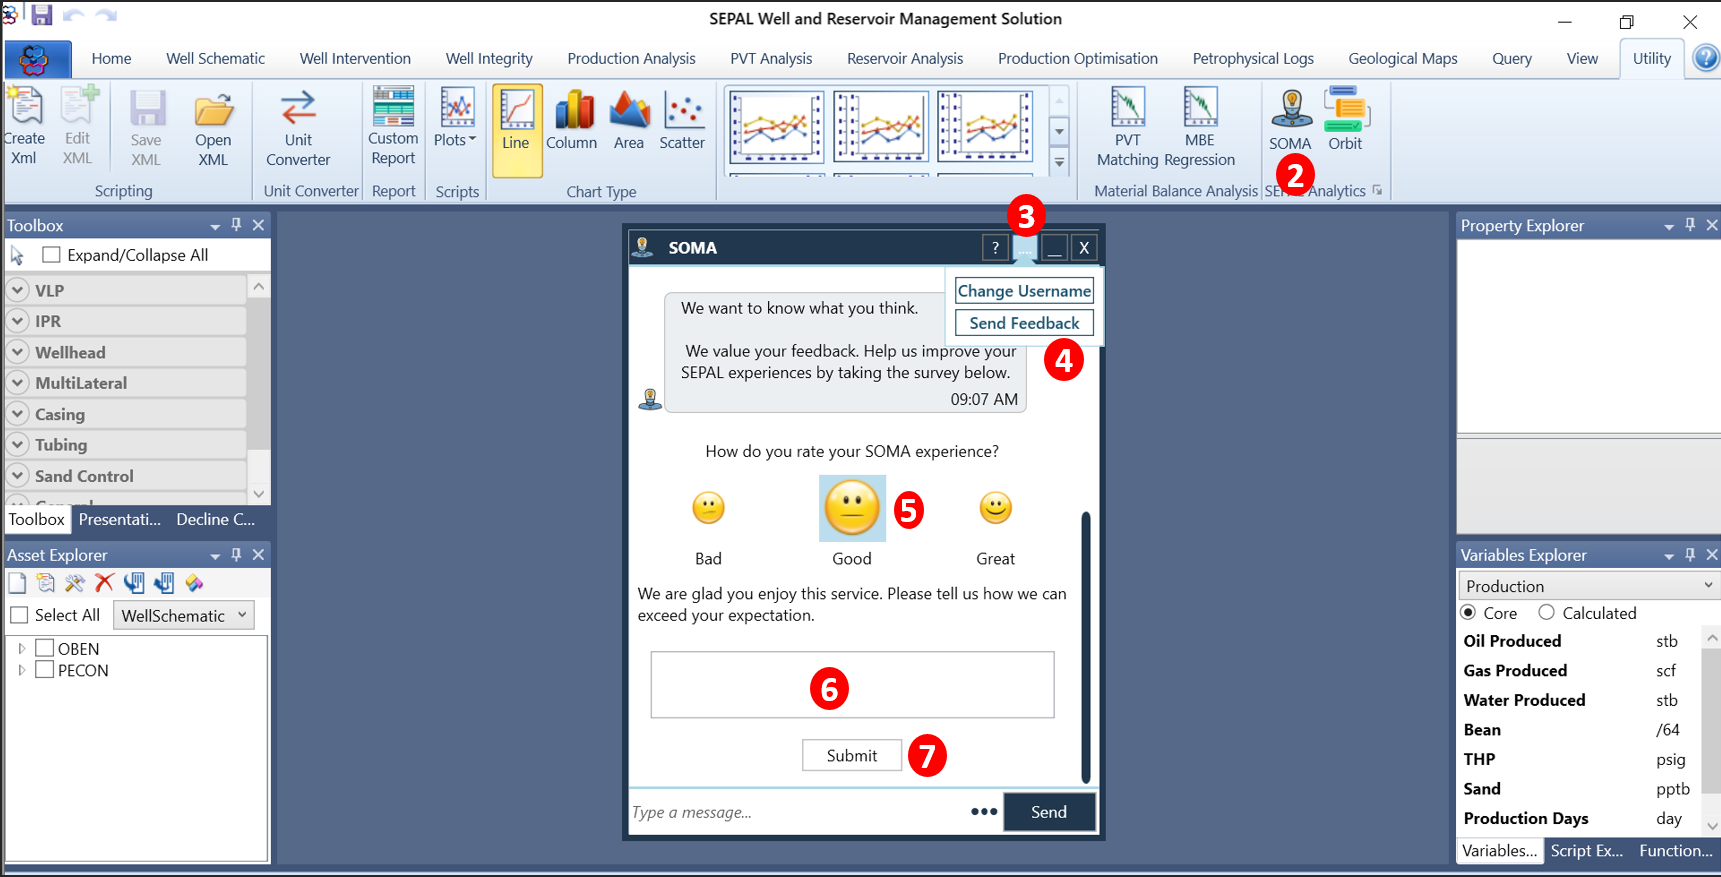 SEPAL Well and Reservoir Management Solution
Home Well Schematic Well Intervention Well Integrity Production Analysis PVT Analysis Reservoir Analysis Production Optimisation Petrophysical Logs Geological Maps Query View Utility ?
Create Xml
Edit XML
Save XML
Open XML
Unit Converter
Custom Report
Plots
Line
Column
Area
Scatter
PVT Matching
MBE Regression
SOMA
Orbit
Scripting
Unit Converter
Report
Scripts
Chart Type
Material Balance Analysis
Analytics
2
3
Toolbox
Expand/Collapse All
VLP
IPR
Wellhead
MultiLateral
Casing
Tubing
Sand Control
Toolbox Presentati... Decline C...
Asset Explorer
Select All WellSchematic
OBEN
PECON
SOMA ? .... _ X
Change Username
Send Feedback
4
We want to know what you think.
We value your feedback. Help us improve your
SEPAL experiences by taking the survey below.
09:07 AM
How do you rate your SOMA experience?
5
Bad Good Great
We are glad you enjoy this service. Please tell us how we can
exceed your expectation.
6
Submit
7
Type a message...
Send
Property Explorer
Variables Explorer
Production
Core Calculated
Oil Produced stb
Gas Produced scf
Water Produced stb
Bean /64
THP psig
Sand pptb
Production Days day
Variables... Script Ex... Function...